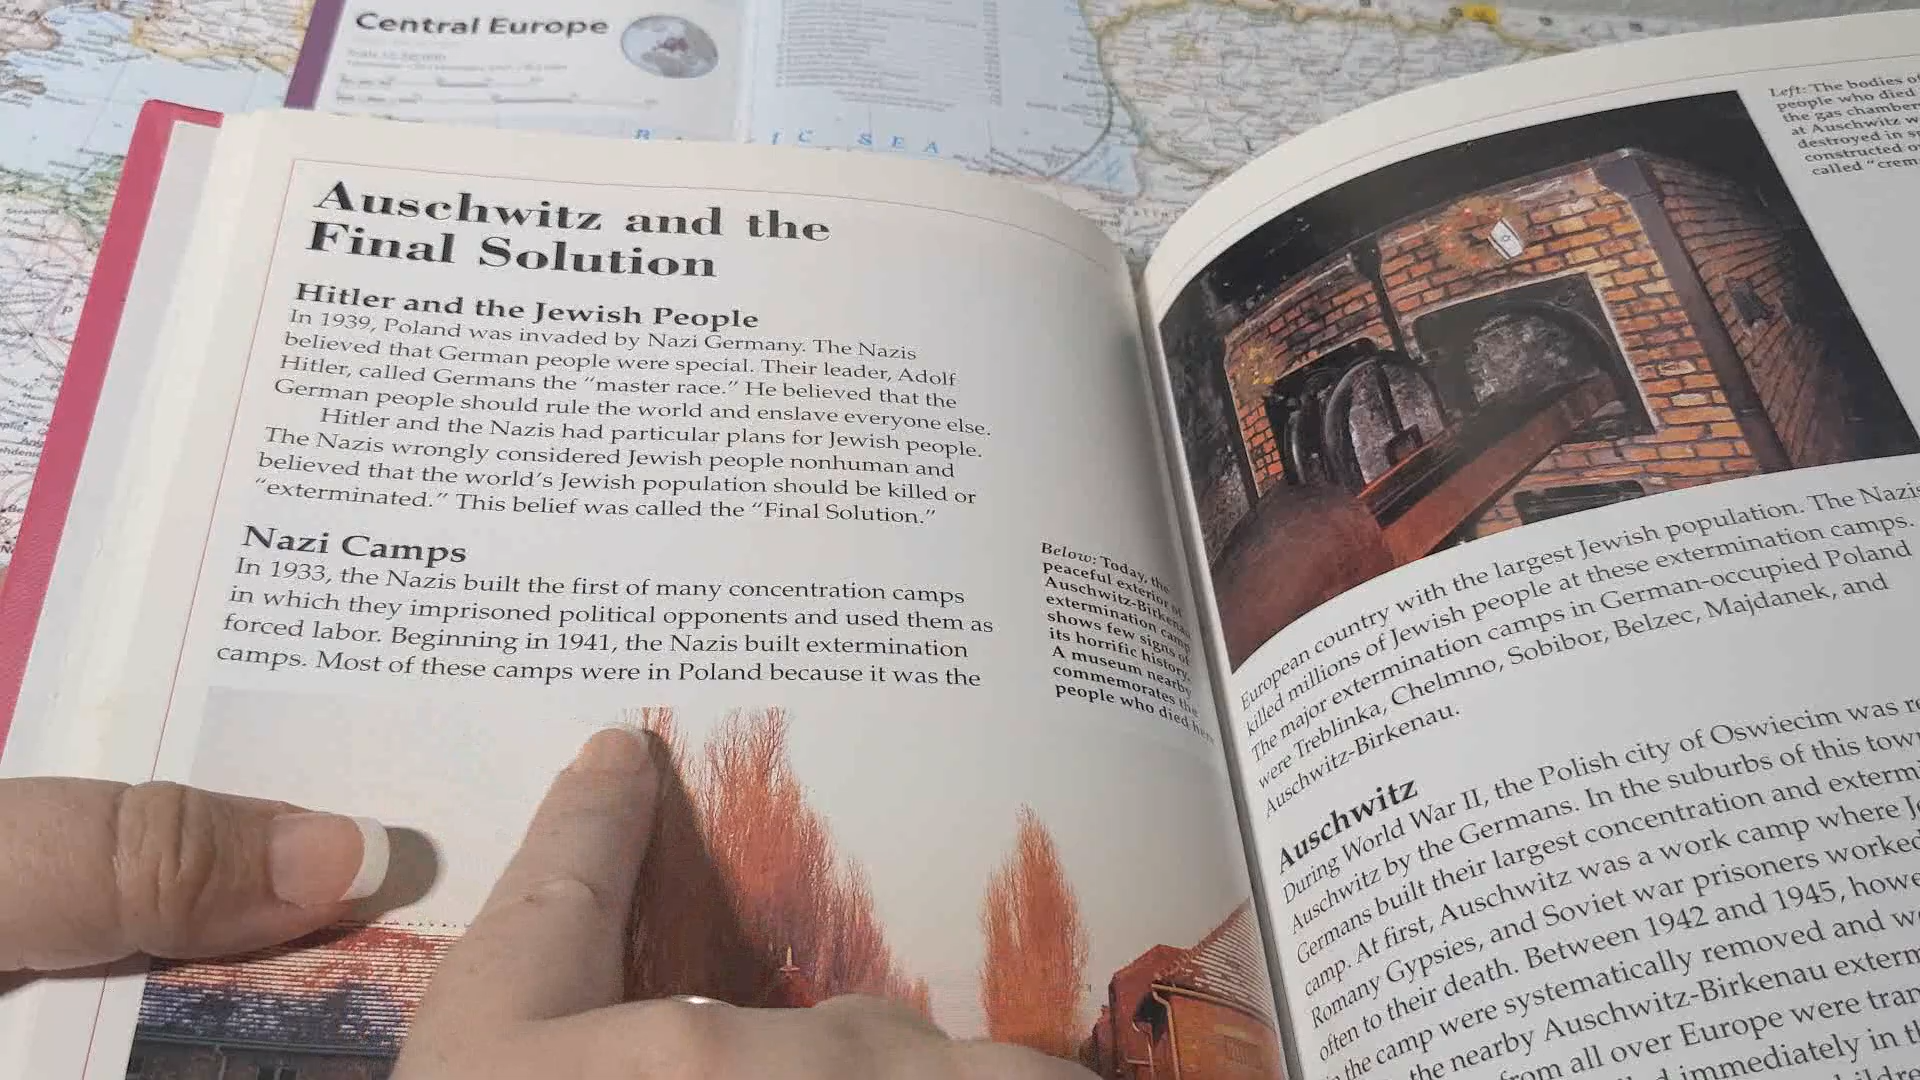 Central Europe
BALTIC SEA
Auschwitz and the
Final Solution
Hitler and the Jewish People
In 1939, Poland was invaded by Nazi Germany. The Nazis
believed that German people were special. Their leader, Adolf
Hitler, called Germans the "master race." He believed that the
German people should rule the world and enslave everyone else.
Hitler and the Nazis had particular plans for Jewish people.
The Nazis wrongly considered Jewish people nonhuman and
believed that the world's Jewish population should be killed or
"exterminated." This belief was called the "Final Solution."
Nazi Camps
In 1933, the Nazis built the first of many concentration camps
in which they imprisoned political opponents and used them as
forced labor. Beginning in 1941, the Nazis built extermination
camps. Most of these camps were in Poland because it was the
Below: Today, the
peaceful exterior of
Auschwitz-Birkenau
extermination camp
shows few signs of
its horrific history.
A museum nearby
commemorates the
people who died here
Left: The bodies of
people who died
the gas chamber
at Auschwitz w
destroyed in
constructed
called "crem
European country with the largest Jewish population. The Nazis
killed millions of Jewish people at these extermination camps.
The major extermination camps in German-occupied Poland
were Treblinka, Chelmno, Sobibor, Belzec, Majdanek, and
Auschwitz-Birkenau.
Auschwitz
During World War II, the Polish city of Oswiecim was
Auschwitz by the Germans. In the suburbs of this town
Germans built their largest concentration and extermi
camp. At first, Auschwitz was a work camp where
Romany Gypsies, and Soviet war prisoners worked
often to their death. Between 1942 and 1945, howe
the camp were systematically removed and
the nearby Auschwitz-Birkenau exterm
from all over Europe were tran
immediately in